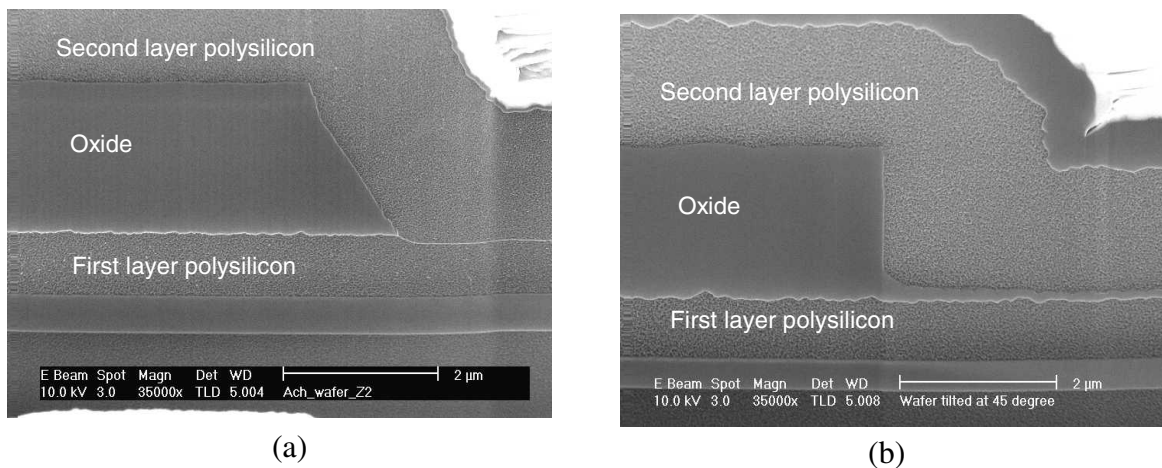 Second layer polysilicon
Oxide
First layer polysilicon
E Beam Spot Magn Det WD 2 µm
10.0 kV 3.0 35000x TLD 5.004 Ach_wafer_Z2
(a)
Second layer polysilicon
Oxide
First layer polysilicon
E Beam Spot Magn Det WD 2 µm
10.0 kV 3.0 35000x TLD 5.008 Wafer tilted at 45 degree
(b)